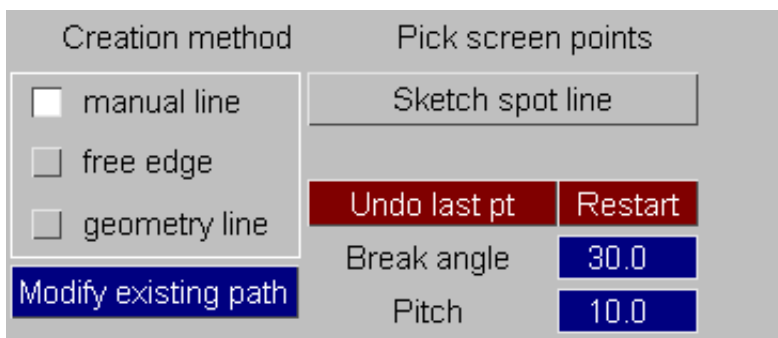 Creation method
Pick screen points
manual line
Sketch spot line
free edge
geometry line
Undo last pt
Restart
Break angle
30.0
Modify existing path
Pitch
10.0